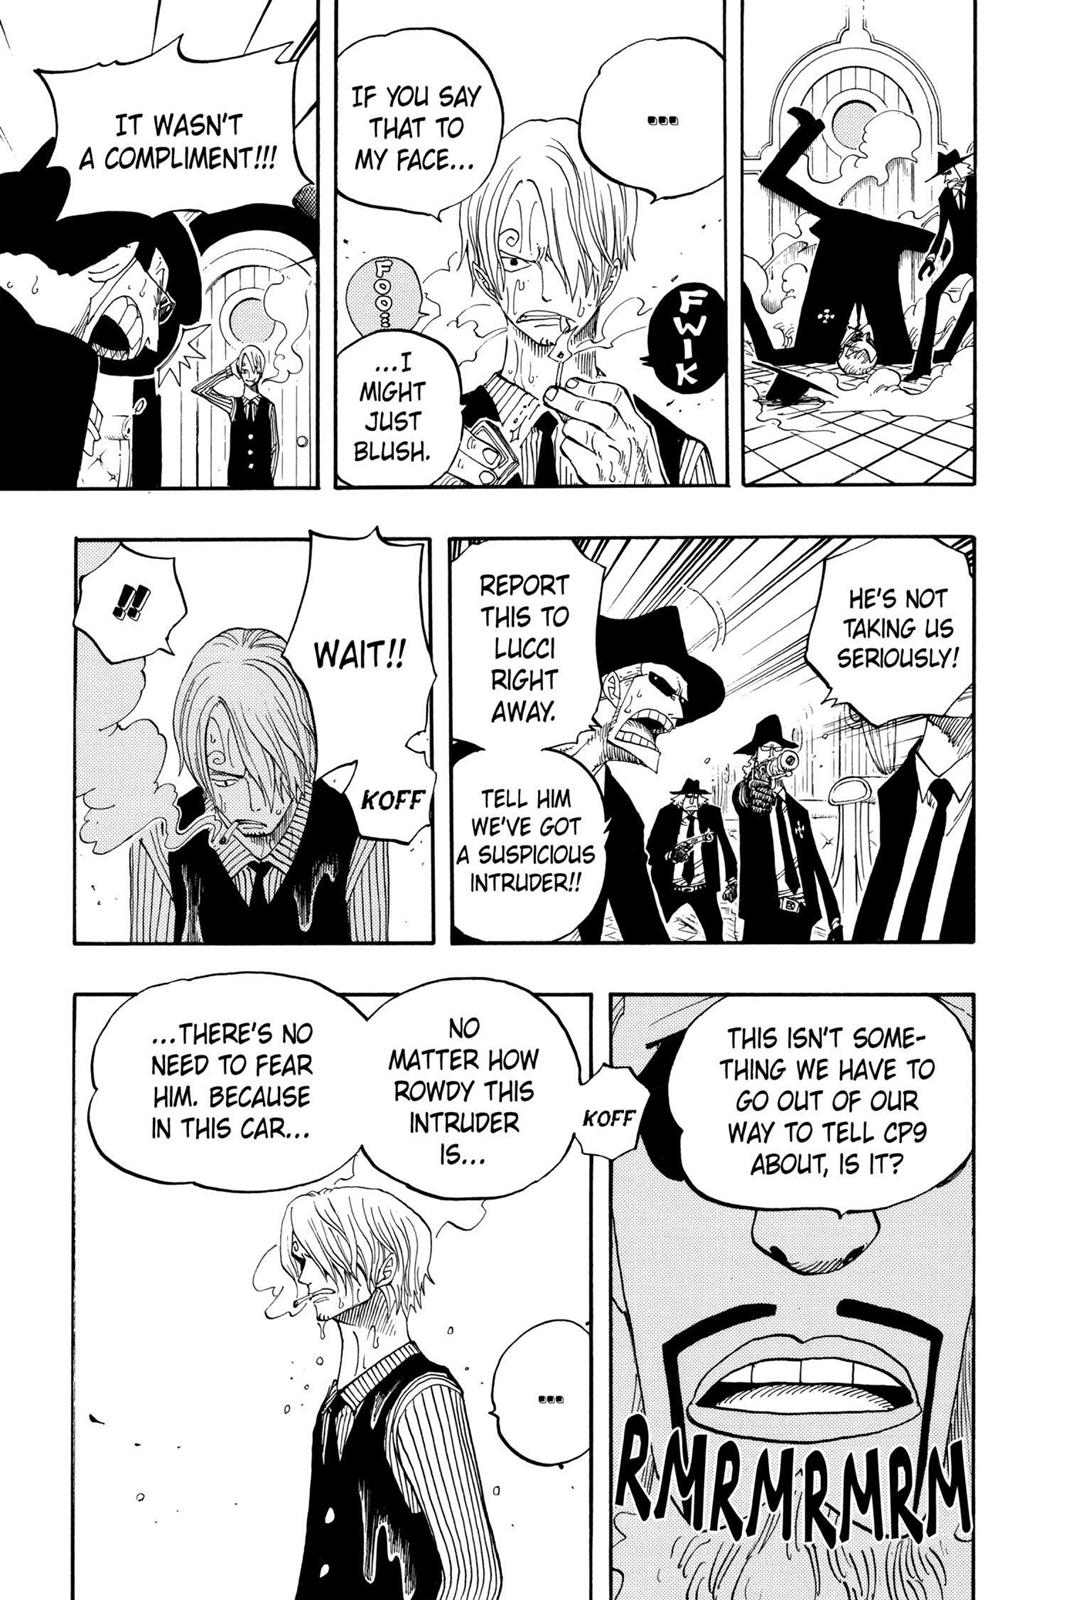 ...
IF YOU SAY
THAT TO
MY FACE...
FWIK
FOO...
...I
MIGHT
JUST
BLUSH.
IT WASN'T
A COMPLIMENT!!!
HE'S NOT
TAKING US
SERIOUSLY!
REPORT
THIS TO
LUCCI
RIGHT
AWAY.
TELL HIM
WE'VE GOT
A SUSPICIOUS
INTRUDER!!
WAIT!!
KOFF
!!
THIS ISN'T SOME-
THING WE HAVE TO
GO OUT OF OUR
WAY TO TELL CP9
ABOUT, IS IT?
RMRMRMRM
KOFF
NO
MATTER HOW
ROWDY THIS
INTRUDER
IS...
...THERE'S NO
NEED TO FEAR
HIM. BECAUSE
IN THIS CAR...
...